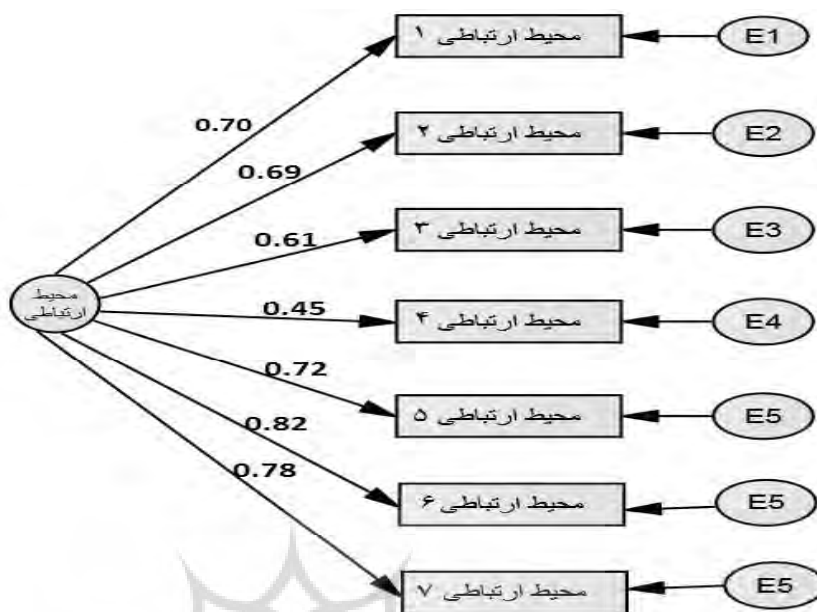 محیط ارتباطی ۱
E1
0.70
محیط ارتباطی ۲
E2
0.69
محیط ارتباطی ۳
E3
0.61
محیط
ارتباطی
محیط ارتباطی ۴
E4
0.45
محیط ارتباطی ۵
E5
0.72
محیط ارتباطی ۶
E5
0.82
محیط ارتباطی ۷
E5
0.78